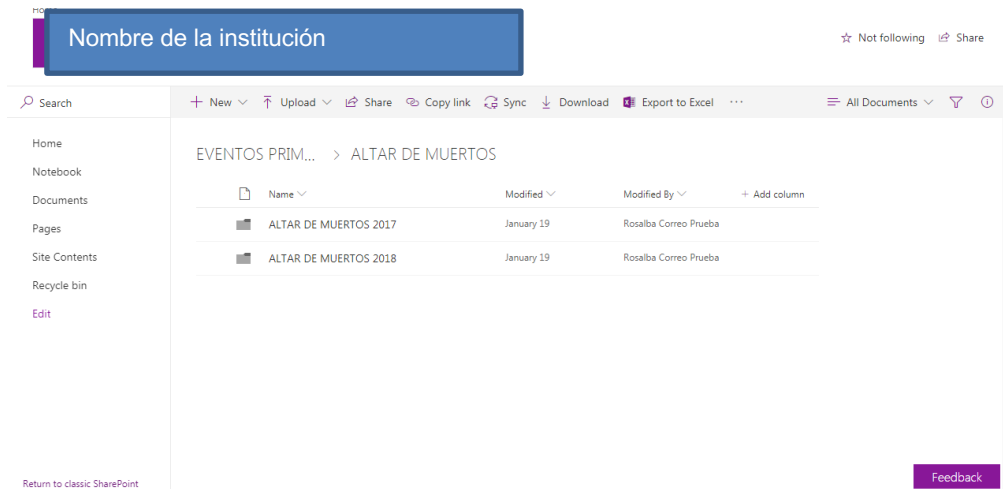 Nombre de la institución
Not following Share
Search
New Upload Share Copy link Sync Download Export to Excel ··· All Documents
Home
Notebook
Documents
Pages
Site Contents
Recycle bin
Edit
EVENTOS PRIM... > ALTAR DE MUERTOS
Name Modified Modified By + Add column
ALTAR DE MUERTOS 2017 January 19 Rosalba Correo Prueba
ALTAR DE MUERTOS 2018 January 19 Rosalba Correo Prueba
Return to classic SharePoint
Feedback